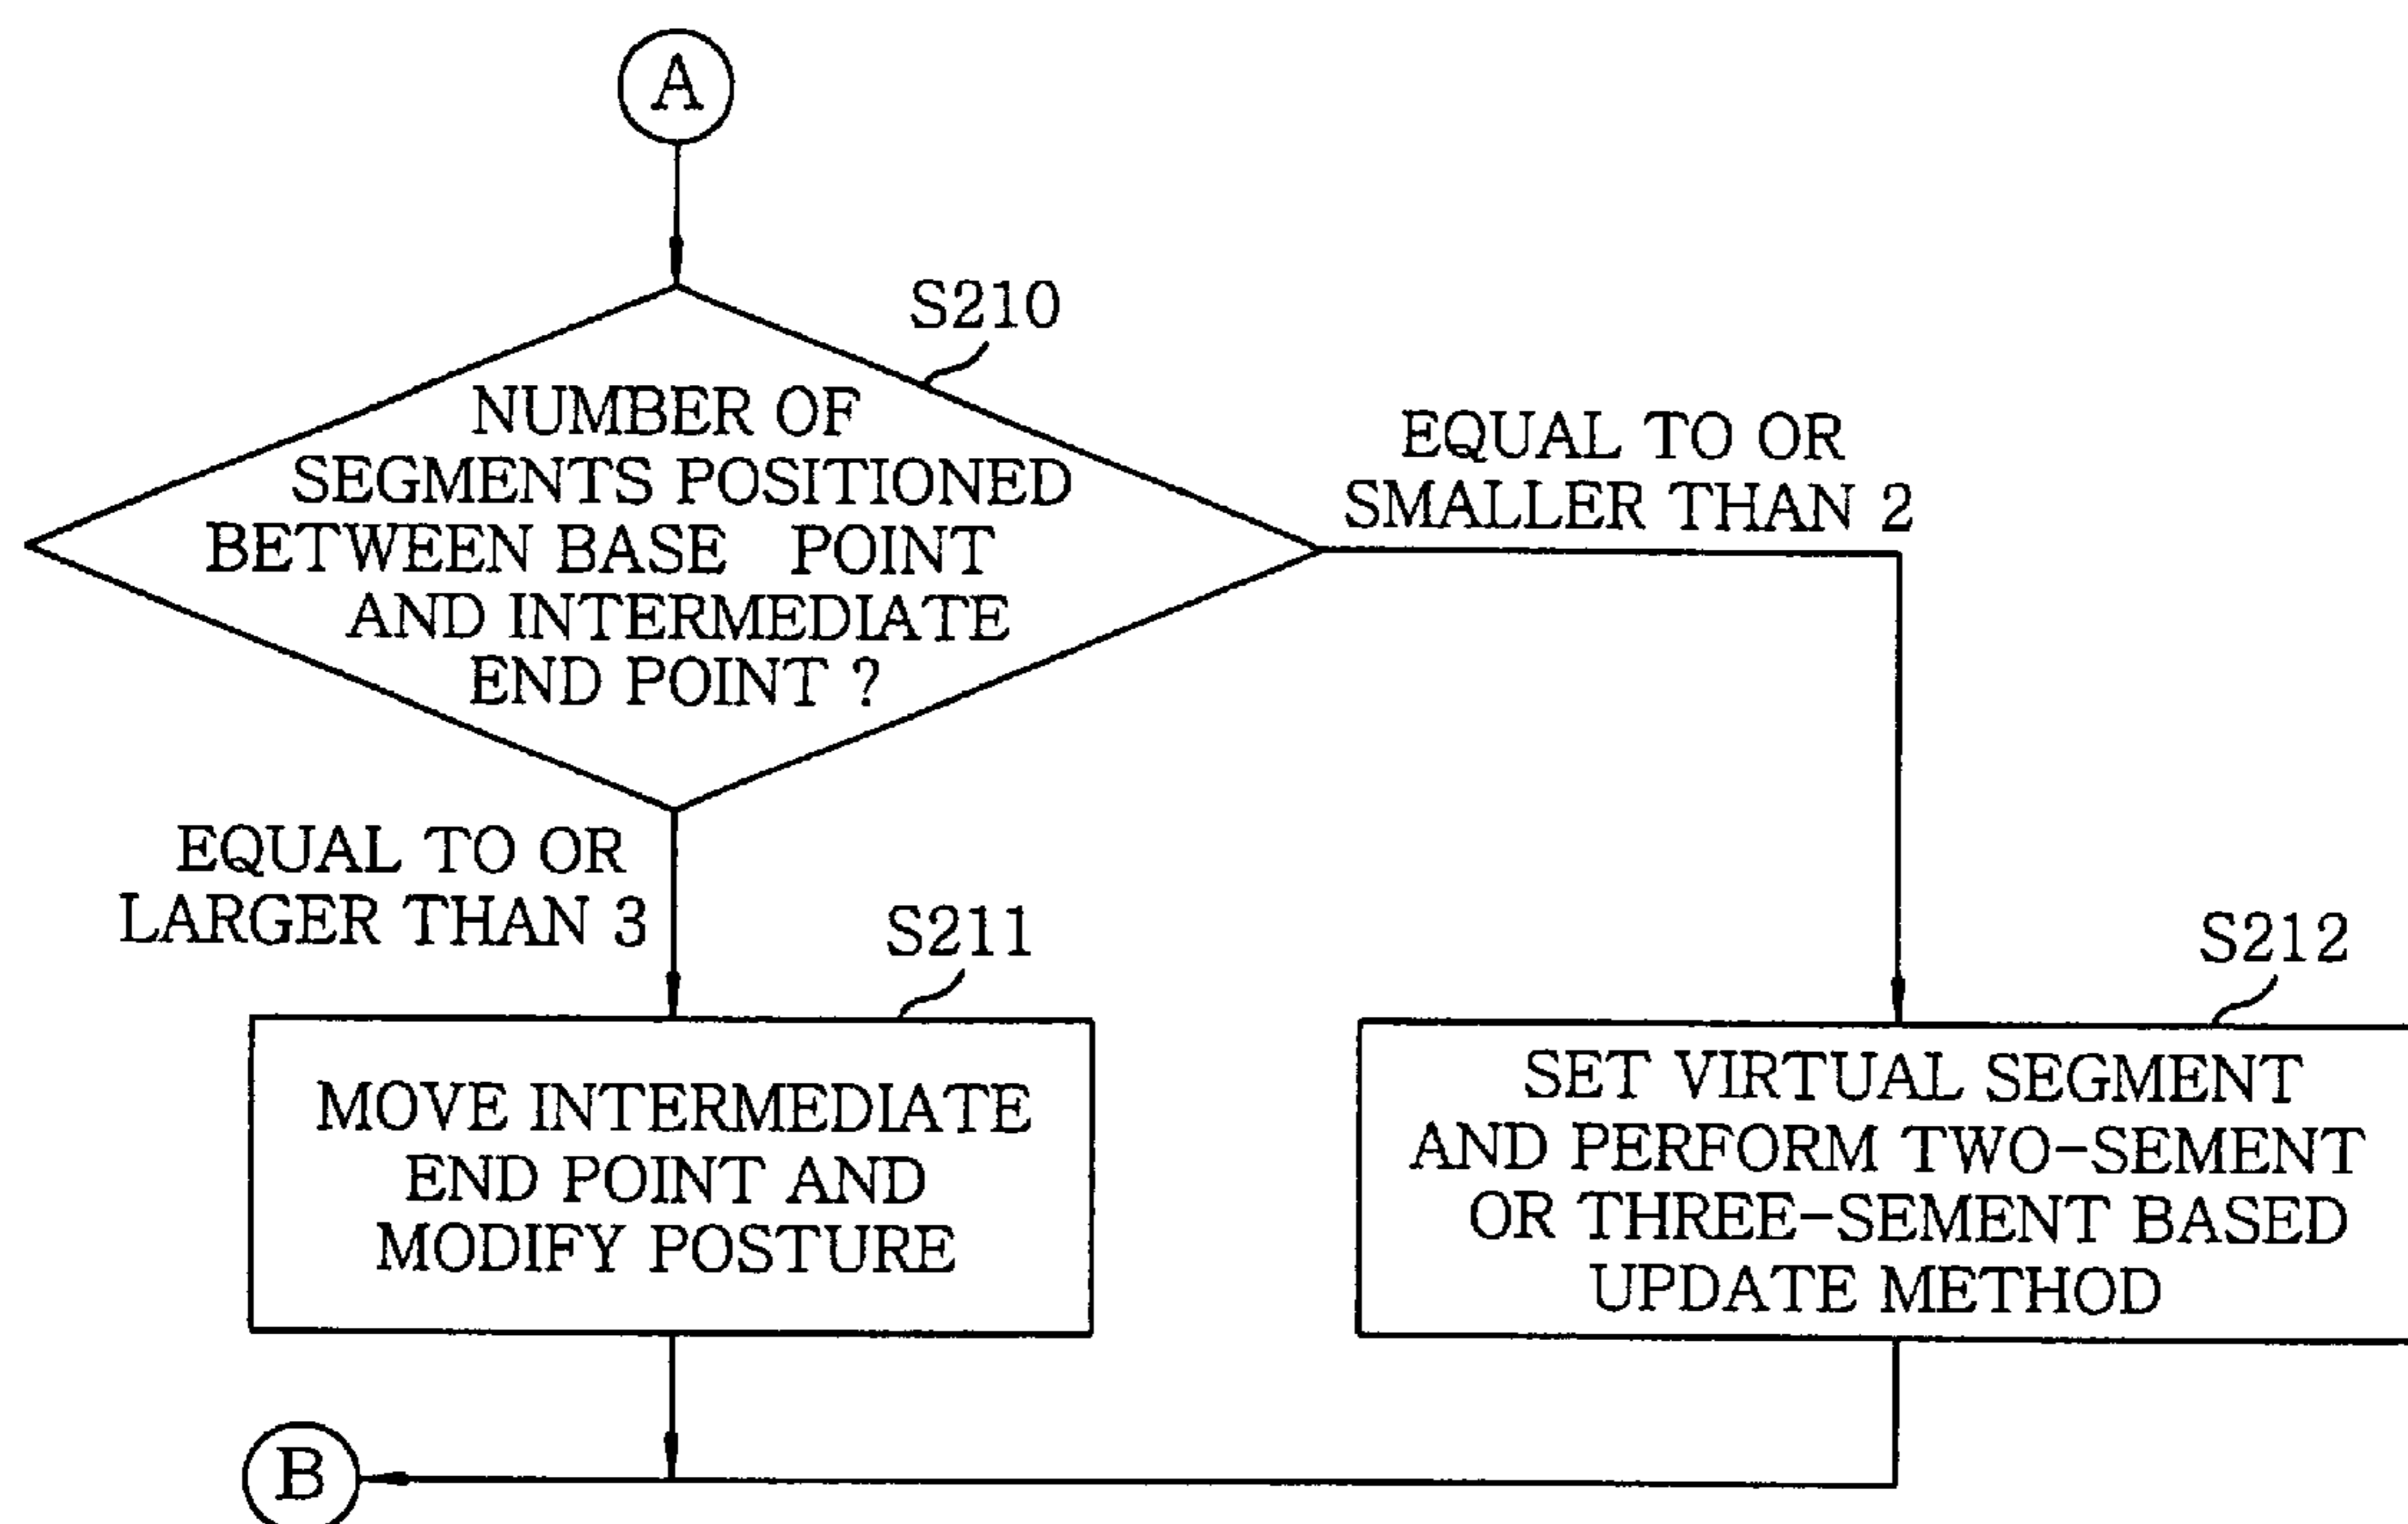 A
S210
NUMBER OF
SEGMENTS POSITIONED
BETWEEN BASE POINT
AND INTERMEDIATE
END POINT ?
EQUAL TO OR
SMALLER THAN 2
EQUAL TO OR
LARGER THAN 3
S211
MOVE INTERMEDIATE
END POINT AND
MODIFY POSTURE
S212
SET VIRTUAL SEGMENT
AND PERFORM TWO-SEMENT
OR THREE-SEMENT BASED
UPDATE METHOD
B